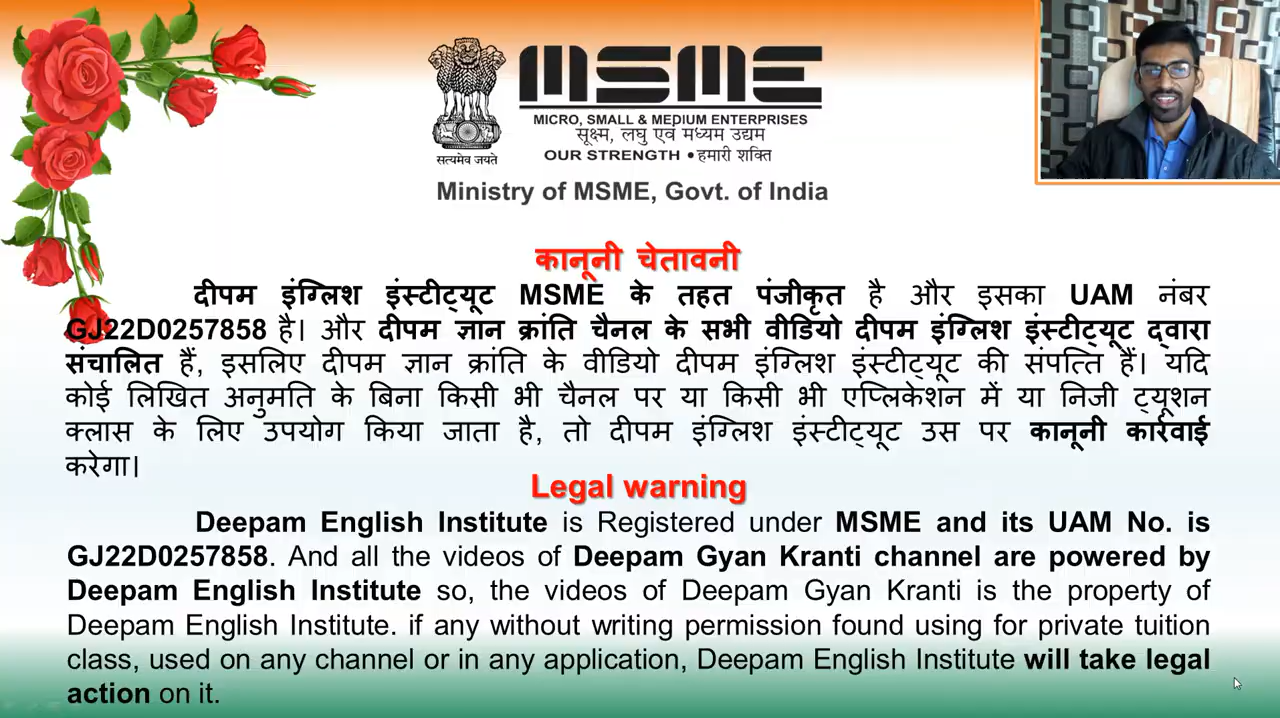 MSME
MICRO, SMALL & MEDIUM ENTERPRISES
सूक्ष्म, लघु एवं मध्यम उद्यम
OUR STRENGTH • हमारी शक्ति
सत्यमेव जयते
Ministry of MSME, Govt. of India
कानूनी चेतावनी
दीपम इंग्लिश इंस्टीट्यूट MSME के तहत पंजीकृत है और इसका UAM नंबर
GJ22D0257858 है। और दीपम ज्ञान क्रांति चैनल के सभी वीडियो दीपम इंग्लिश इंस्टीट्यूट द्वारा
संचालित हैं, इसलिए दीपम ज्ञान क्रांति के वीडियो दीपम इंग्लिश इंस्टीट्यूट की संपत्ति हैं। यदि
कोई लिखित अनुमति के बिना किसी भी चैनल पर या किसी भी एप्लिकेशन में या निजी ट्यूशन
क्लास के लिए उपयोग किया जाता है, तो दीपम इंग्लिश इंस्टीट्यूट उस पर कानूनी कार्रवाई
करेगा।
Legal warning
Deepam English Institute is Registered under MSME and its UAM No. is
GJ22D0257858. And all the videos of Deepam Gyan Kranti channel are powered by
Deepam English Institute so, the videos of Deepam Gyan Kranti is the property of
Deepam English Institute. if any without writing permission found using for private tuition
class, used on any channel or in any application, Deepam English Institute will take legal
action on it.